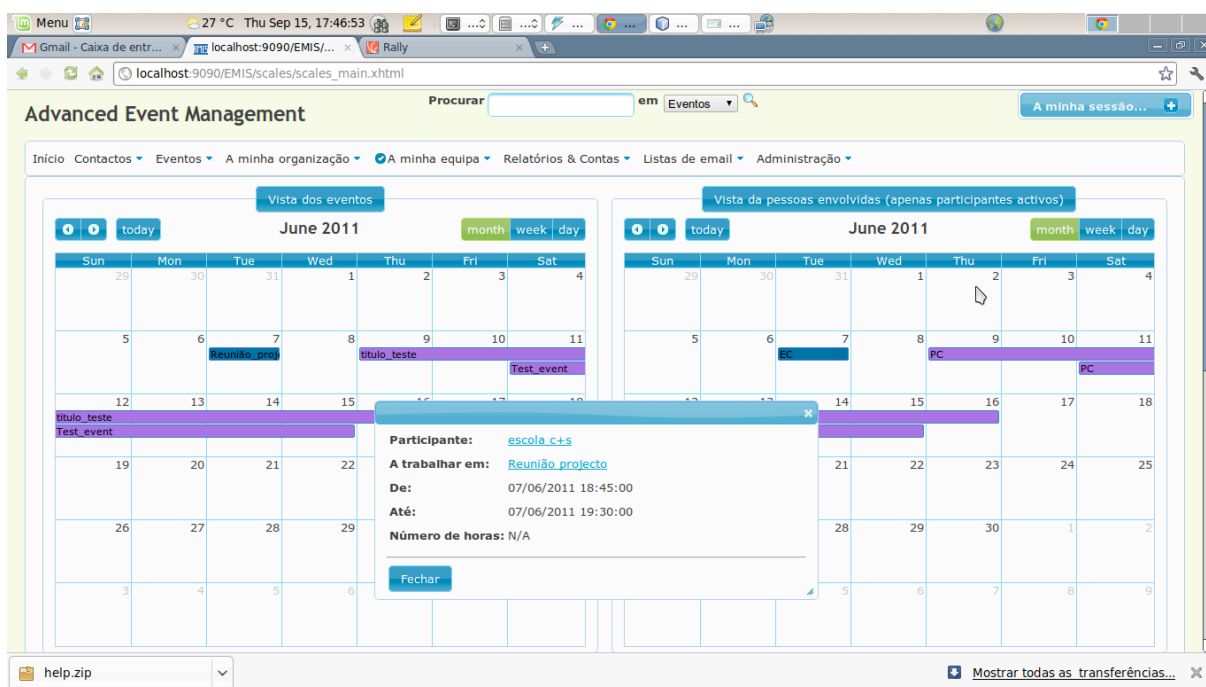 Menu 27 °C Thu Sep 15, 17:46:53
Gmail - Caixa de entr... localhost:9090/EMIS/... Rally
localhost:9090/EMIS/scales/scales_main.xhtml
Advanced Event Management Procurar em Eventos A minha sessão...
Início Contactos Eventos A minha organização A minha equipa Relatórios & Contas Listas de email Administração
Vista dos eventos
today June 2011 month week day
Sun Mon Tue Wed Thu Fri Sat
29 30 31 1 2 3 4
5 6 7 8 9 10 11
Reunião_proj titulo_teste
Test_event
12 13 14 15
titulo_teste
Test_event
19 20 21 22
26 27 28 29
3 4 5 6
Vista da pessoas envolvidas (apenas participantes activos)
today June 2011 month week day
Sun Mon Tue Wed Thu Fri Sat
29 30 31 1 2 3 4
5 6 7 8 9 10 11
EC PC
PC
14 15 16 17 18
21 22 23 24 25
28 29 30 1 2
5 6 7 8 9
Participante: escola c+s
A trabalhar em: Reunião projecto
De: 07/06/2011 18:45:00
Até: 07/06/2011 19:30:00
Número de horas: N/A
Fechar
help.zip Mostrar todas as transferências...